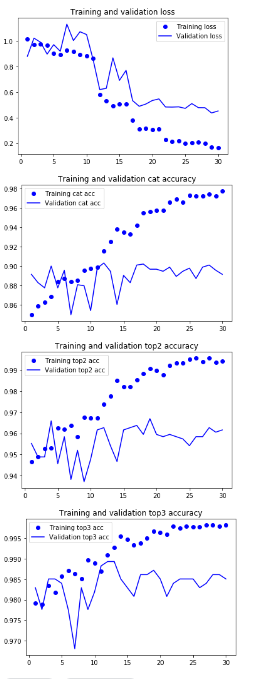 Training and validation loss
Training loss
Validation loss
1.0
0.8
0.6
0.4
0.2
0 5 10 15 20 25 30
Training and validation cat accuracy
Training cat acc
Validation cat acc
0.98
0.96
0.94
0.92
0.90
0.88
0.86
0 5 10 15 20 25 30
Training and validation top2 accuracy
Training top2 acc
Validation top2 acc
0.99
0.98
0.97
0.96
0.95
0.94
0 5 10 15 20 25 30
Training and validation top3 accuracy
Training top3 acc
Validation top3 acc
0.995
0.990
0.985
0.980
0.975
0.970
0 5 10 15 20 25 30